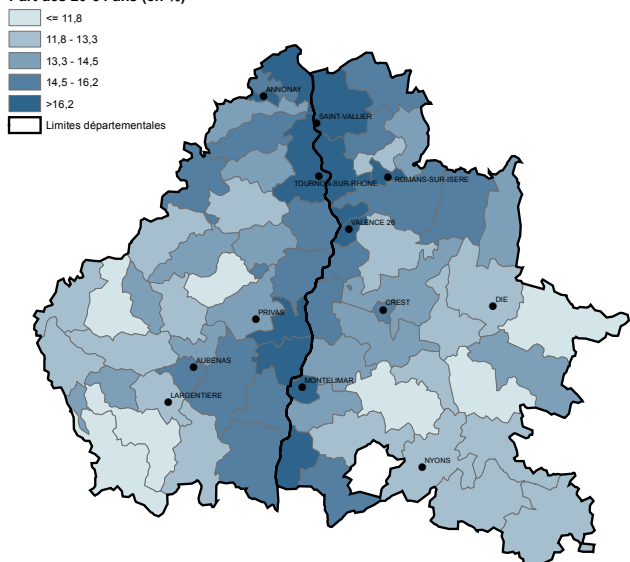 <= 11,8
11,8 - 13,3
13,3 - 14,5
14,5 - 16,2
>16,2
Limites départementales
ANNONAY
SAINT-VALLIER
TOURNON-SUR-RHONE
ROMANS-SUR-ISERE
VALENCE 26
DIE
CREST
PRIVAS
AUBENAS
MONTELIMAR
LARGENTIERE
NYONS